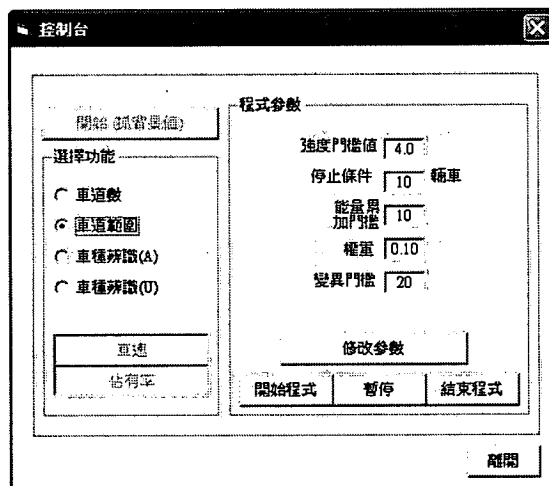 控制台
開始 (抓背景值)
選擇功能
車道數
車道範圍
車種辨識(A)
車種辨識(U)
車速
佔有率
程式參數
強度門檻值 4.0
停止條件 10 輛車
能量累
加門檻 10
權重 0.10
變異門檻 20
修改參數
開始程式 暫停 結束程式
離開